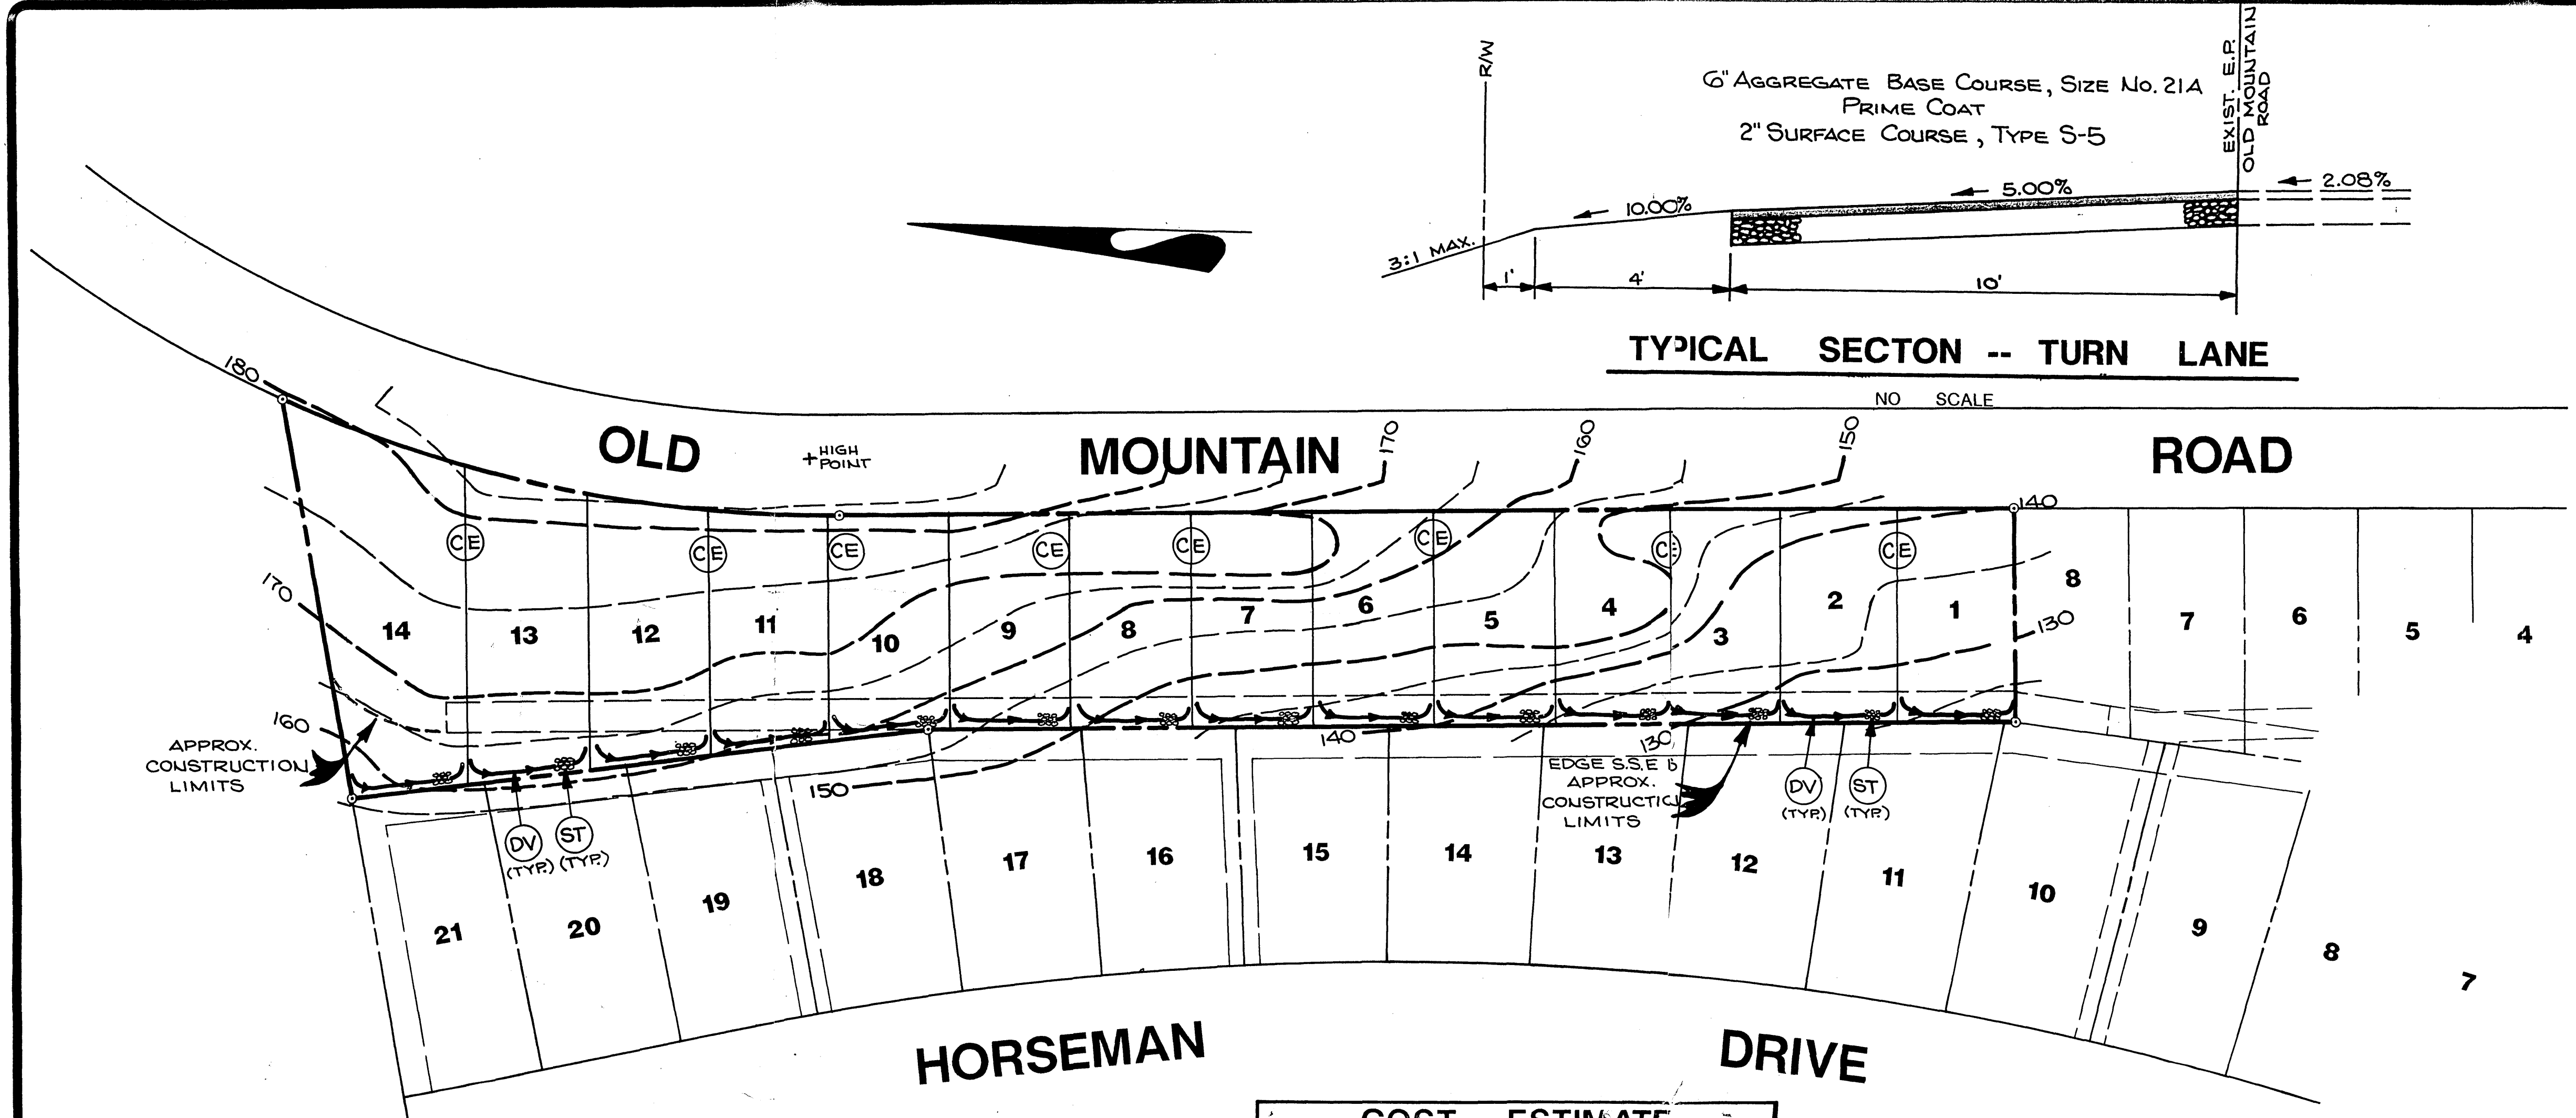 R/W
6" AGGREGATE BASE COURSE, SIZE No. 21A
PRIME COAT
2" SURFACE COURSE, TYPE S-5
EXIST. E.P.
OLD MOUNTAIN
ROAD
2.08%
5.00%
10.00%
3:1 MAX.
1'
4'
10'
TYPICAL SECTON -- TURN LANE
NO SCALE
180
OLD MOUNTAIN ROAD
+HIGH
POINT
170
160
150
140
CE
CE
CE
CE
CE
CE
CE
CE
170
14
13
12
11
10
9
8
7
6
5
4
3
2
1
8
7
6
5
4
130
160
APPROX.
CONSTRUCTION
LIMITS
150
140
130
EDGE S.S.E
APPROX.
LIMITS
DV
(TYP.)
ST
(TYP.)
DV
(TYP.)
ST
(TYP.)
21
20
19
18
17
16
15
14
13
12
11
10
9
8
7
HORSEMAN DRIVE
COST ESTIMATE